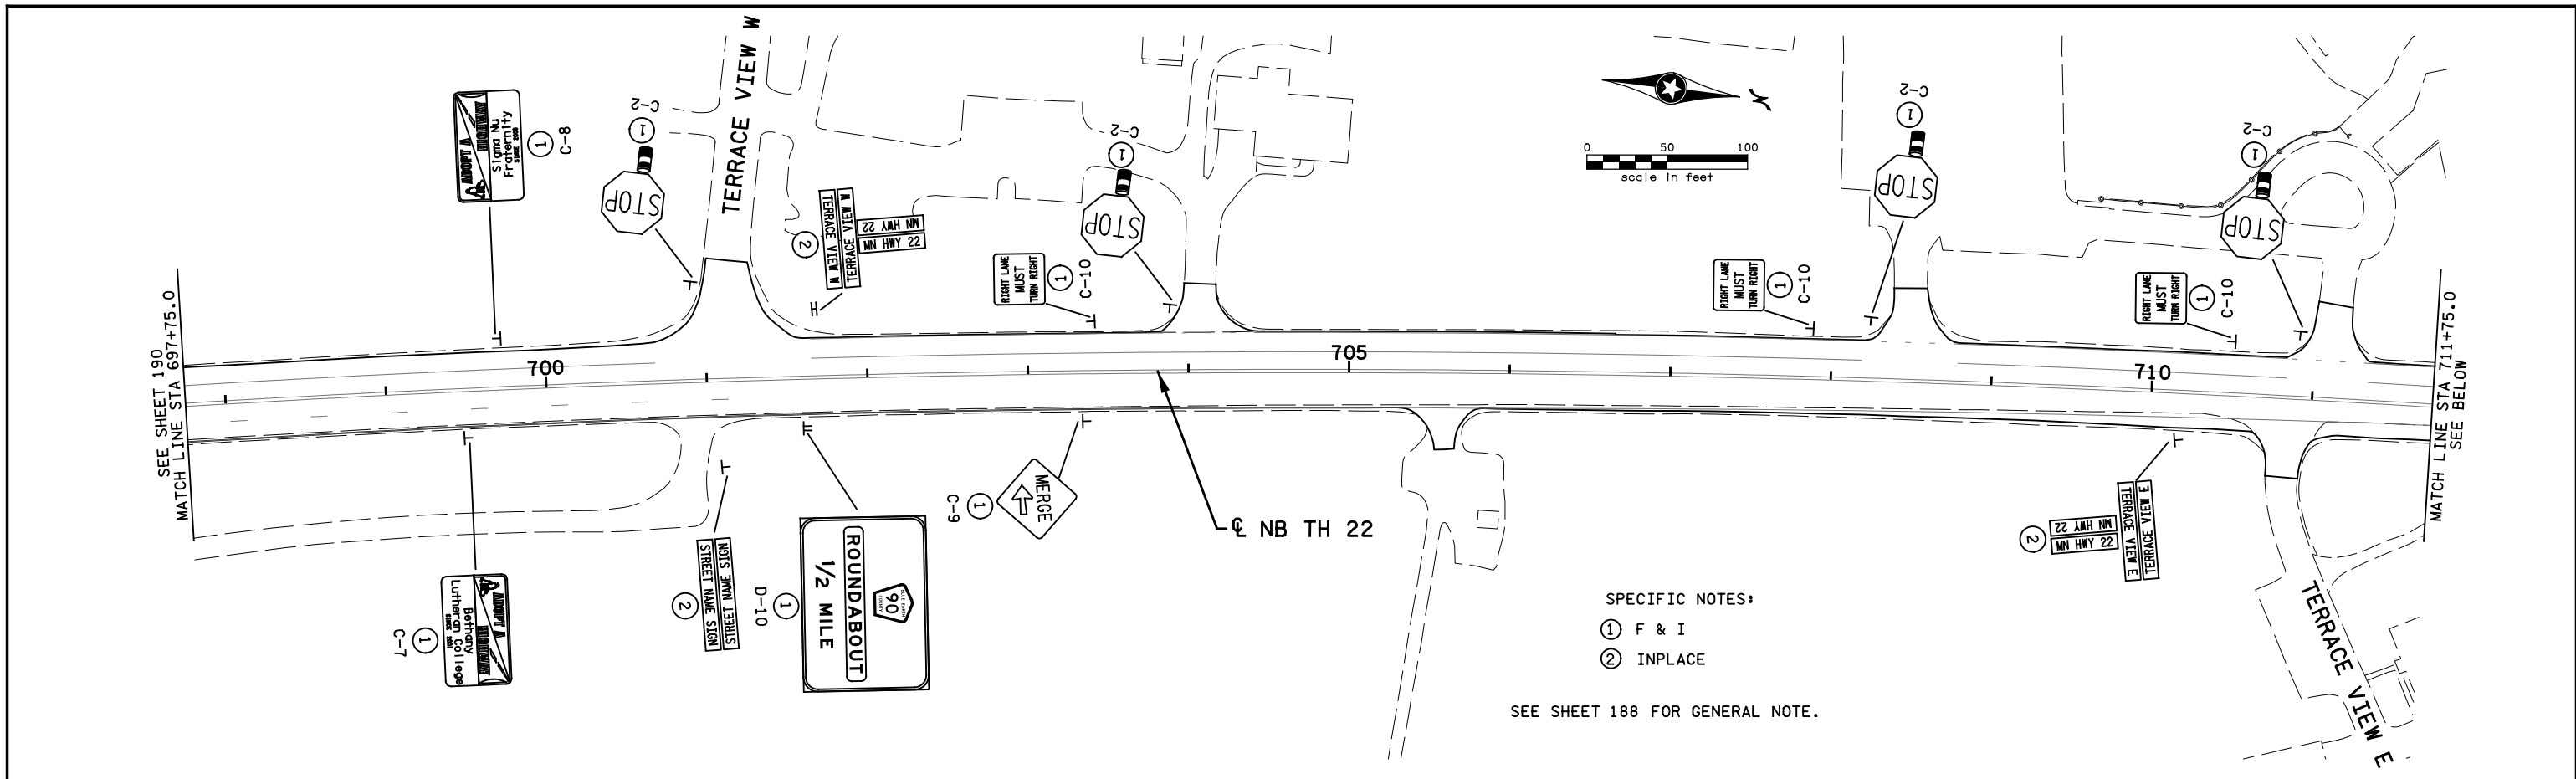 TERRACE VIEW W
ADOPT A
HIGHWAY
Sigma Nu
Fraternity
SINCE 2000
1
C-8
C-2
1
STOP
2
TERRACE VIEW W
TERRACE VIEW W
MN HWY 22
MN HWY 22
C-2
1
STOP
RIGHT LANE
MUST
TURN RIGHT
1
C-10
N
0 50 100
scale in feet
C-2
1
STOP
RIGHT LANE
MUST
TURN RIGHT
1
C-10
C-2
1
STOP
RIGHT LANE
MUST
TURN RIGHT
1
C-10
SEE SHEET 190
MATCH LINE STA 697+75.0
700
705
710
MATCH LINE STA 711+75.0
SEE BELOW
ADOPT A
HIGHWAY
Bethany
Lutheran College
1
C-7
STREET NAME SIGN
STREET NAME SIGN
2
BLUE EARTH
90
COUNTY
ROUNDABOUT
1/2 MILE
1
D-10
MERGE
1
C-9
℄ NB TH 22
MN HWY 22
MN HWY 22
TERRACE VIEW E
TERRACE VIEW E
2
TERRACE VIEW E
SPECIFIC NOTES:
1 F & I
2 INPLACE
SEE SHEET 188 FOR GENERAL NOTE.